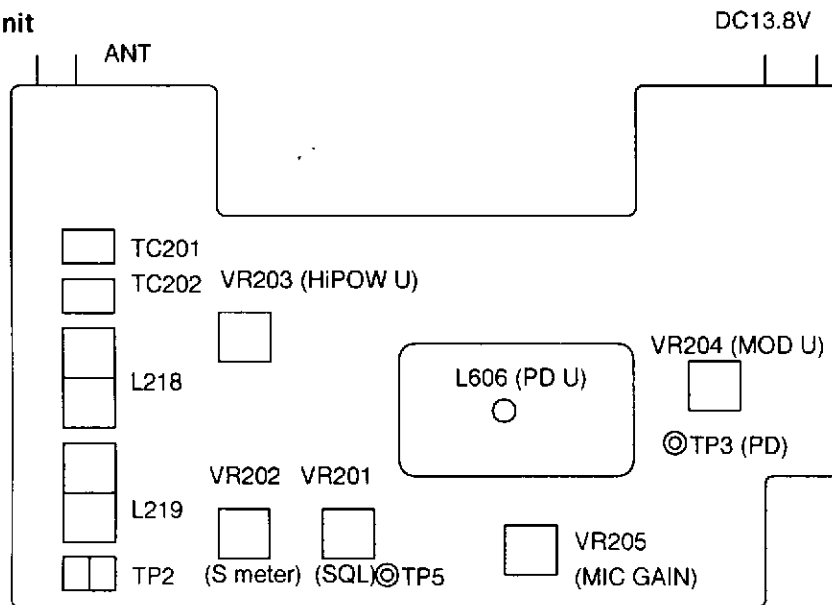 nit
ANT
DC13.8V
TC201
TC202
VR203 (HiPOW U)
L218
L606 (PD U)
VR204 (MOD U)
TP3 (PD)
VR202
VR201
L219
VR205
TP2
(S meter)
(SQL)
TP5
(MIC GAIN)